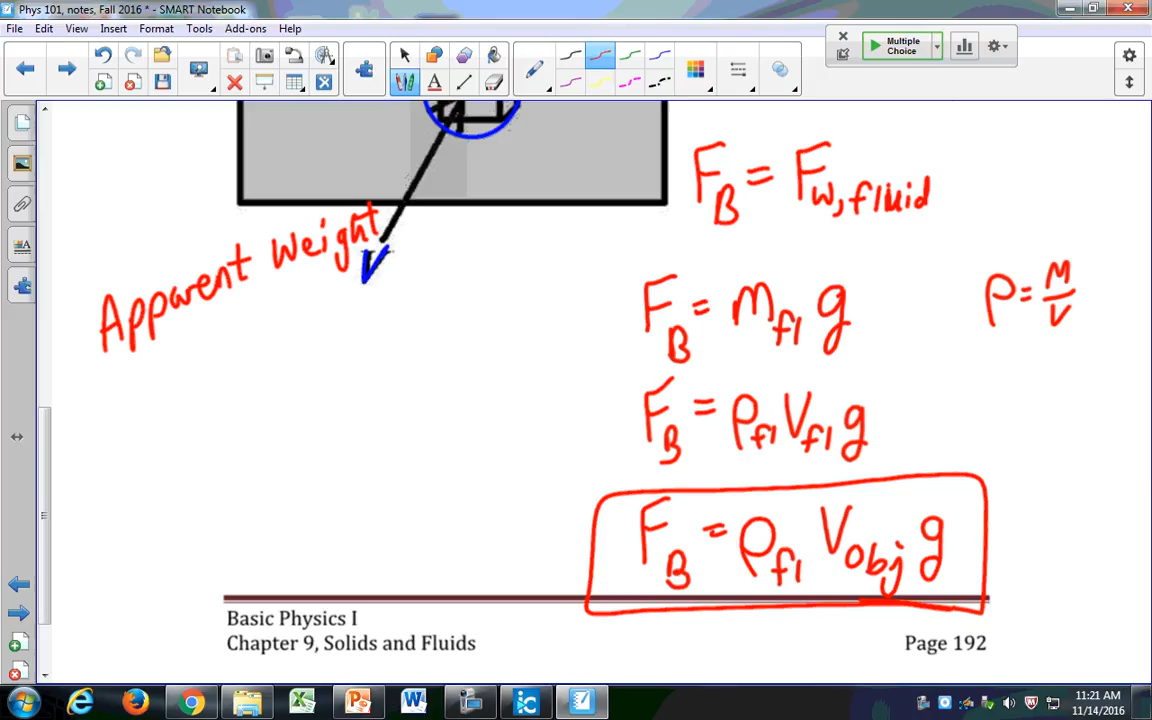 Phys 101, notes, Fall 2016 * - SMART Notebook
File Edit View Insert Format Tools Add-ons Help
Multiple
Choice
F_B = F_w, fluid
Apparent Weight
F_B = m_fl g
ρ = M/V
F_B = ρ_fl V_fl g
F_B = ρ_fl V_obj g
Basic Physics I
Chapter 9, Solids and Fluids
Page 192
11:21 AM
11/14/2016